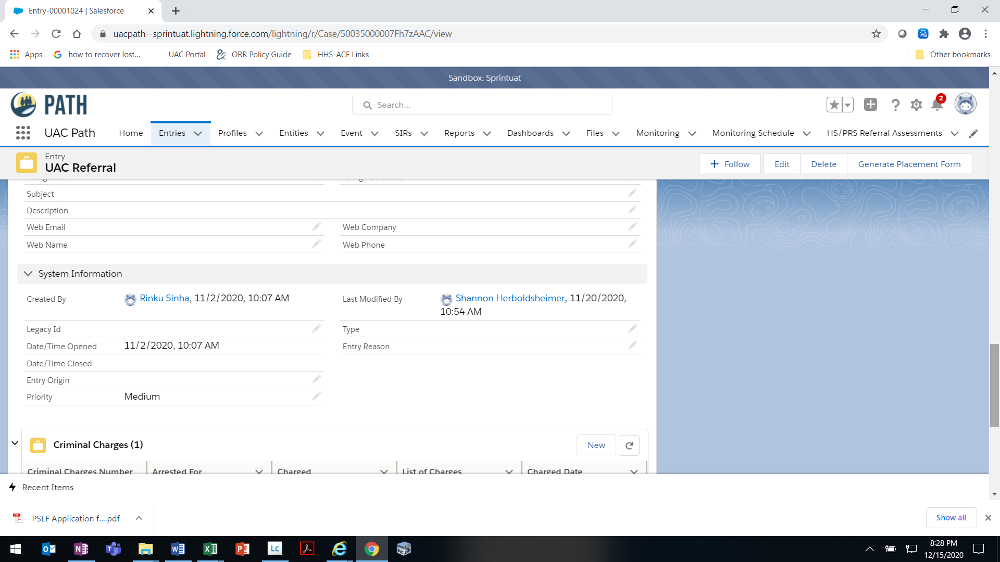 Entry-00001024 | Salesforce
uacpath--sprintuat.lightning.force.com/lightning/r/Case/50035000007Fh7zAAC/view
Apps how to recover lost... UAC Portal ORR Policy Guide HHS-ACF Links Other bookmarks
Sandbox: Sprintuat
PATH Search... 2
UAC Path Home Entries Profiles Entities Event SIRs Reports Dashboards Files Monitoring Monitoring Schedule HS/PRS Referral Assessments
Entry
UAC Referral
Follow Edit Delete Generate Placement Form
Subject
Description
Web Email Web Company
Web Name Web Phone
System Information
Created By Rinku Sinha, 11/2/2020, 10:07 AM Last Modified By Shannon Herboldsheimer, 11/20/2020,
10:54 AM
Legacy Id Type
Date/Time Opened 11/2/2020, 10:07 AM Entry Reason
Date/Time Closed
Entry Origin
Priority Medium
Criminal Charges (1) New
Criminal Charges Number Arrested For Charged List of Charges Charged Date
Recent Items
PSLF Application f....pdf Show all
Lc
8:28 PM
12/15/2020